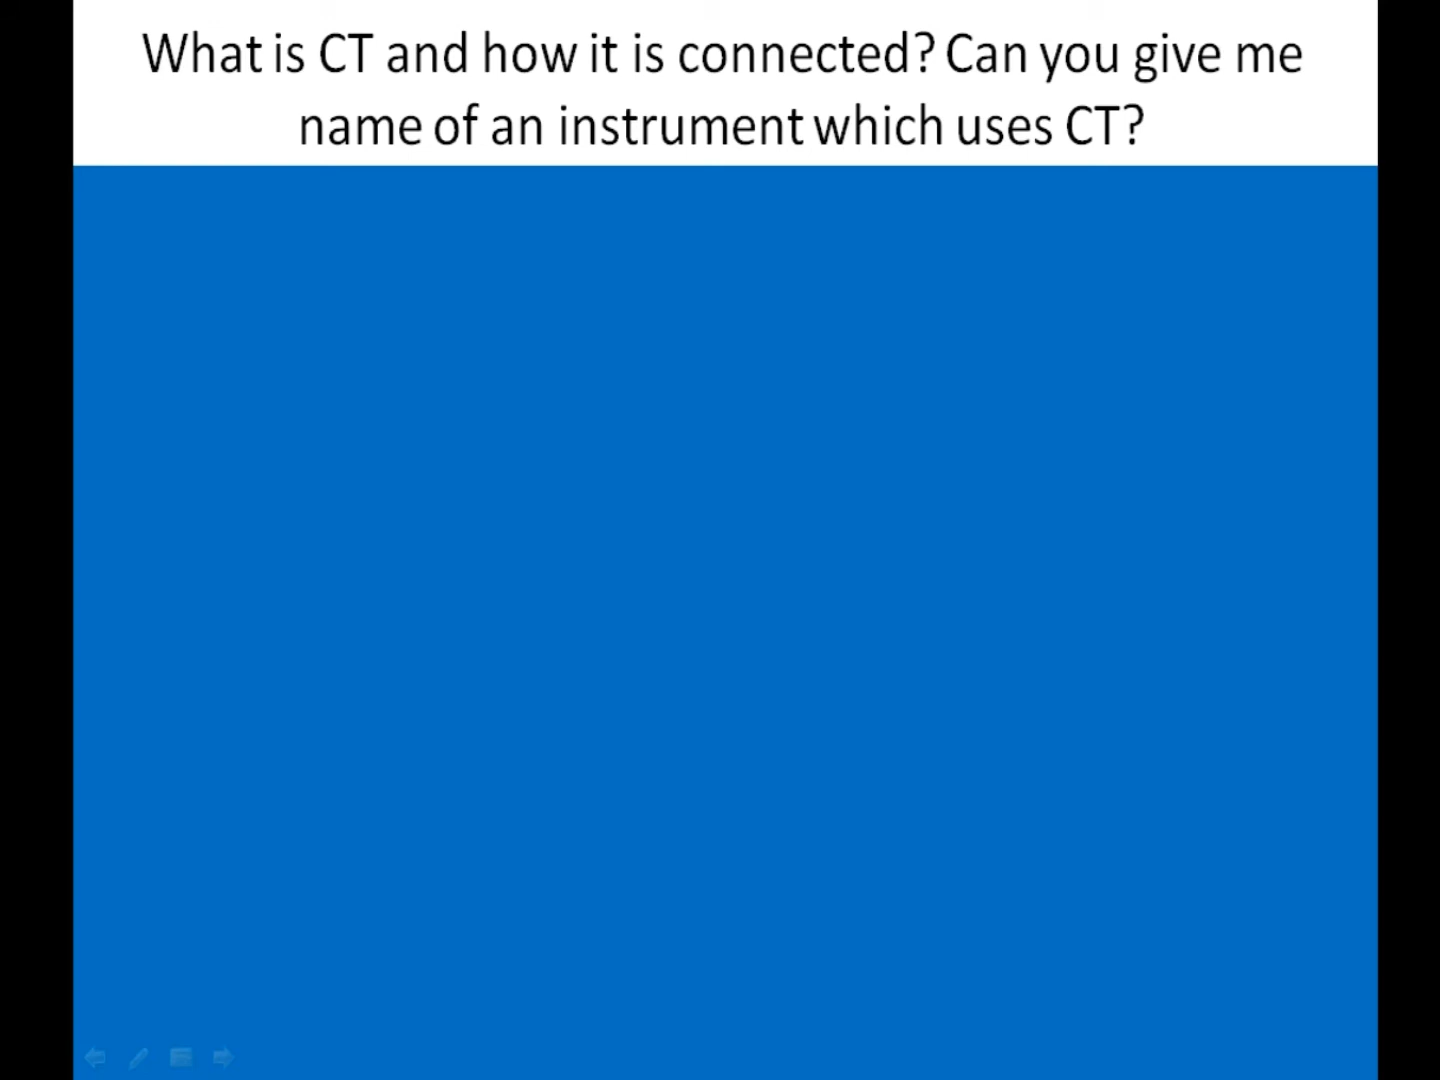 What is CT and how it is connected? Can you give me
name of an instrument which uses CT?